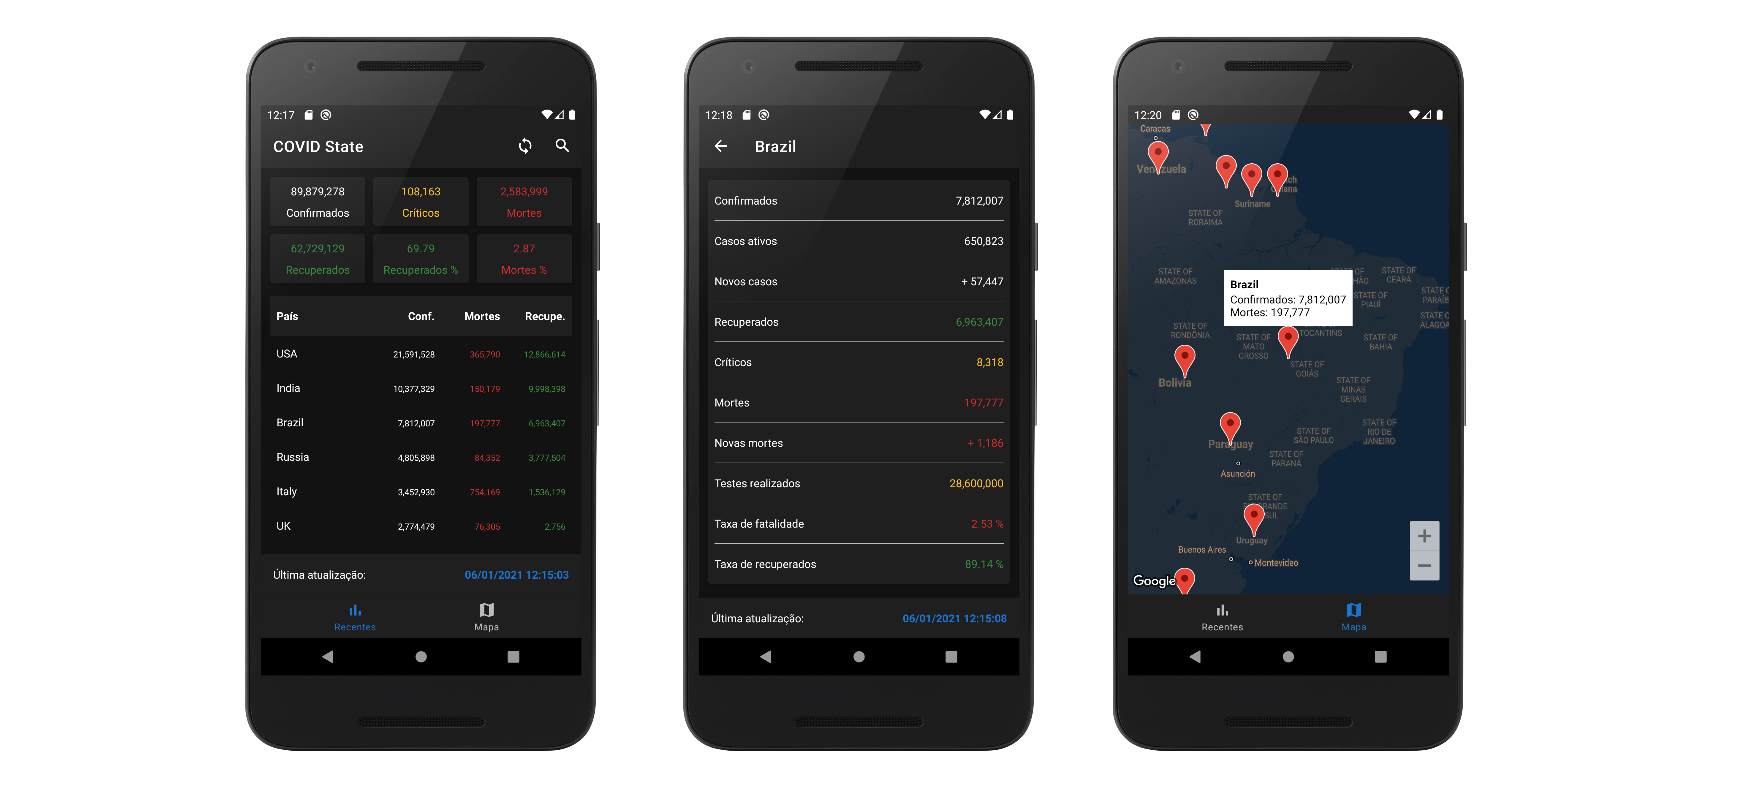 12:17
COVID State
89,879,278 108,163 2,583,999
Confirmados Críticos Mortes
62,729,129 69.79 2.87
Recuperados Recuperados % Mortes %
País Conf. Mortes Recupe.
USA 21,591,528 365,790 12,866,614
India 10,377,329 150,179 9,998,398
Brazil 7,812,007 197,777 6,963,407
Russia 4,805,898 84,352 3,777,504
Italy 3,452,930 754,169 1,536,129
UK 2,774,479 76,305 2.756
Última atualização: 06/01/2021 12:15:03
Recentes Mapa
12:18
Brazil
Confirmados 7,812,007
Casos ativos 650,823
Novos casos + 57,447
Recuperados 6,963,407
Críticos 8,318
Mortes 197,777
Novas mortes + 1,186
Testes realizados 28,600,000
Taxa de fatalidade 2.53 %
Taxa de recuperados 89.14 %
Última atualização: 06/01/2021 12:15:08
12:20
Caracas
Venezuela
Suriname
STATE OF
RORAIMA
STATE OF
AMAZONAS
STATE OF
CEARÁ
Brazil
Confirmados: 7,812,007
Mortes: 197,777
STATE OF
PIAUÍ
STATE OF
RONDÔNIA
TOCANTINS
STATE OF
MATO
GROSSO
STATE OF
BAHIA
STATE OF
GOIÁS
Bolivia
STATE OF
MINAS
GERAIS
STATE OF
SÃO PAULO
STATE OF
RIO DE
JANEIRO
Paraguay
STATE OF
PARANÁ
Asunción
STATE OF
Uruguay
Buenos Aires
Montevideo
Google
Recentes Mapa